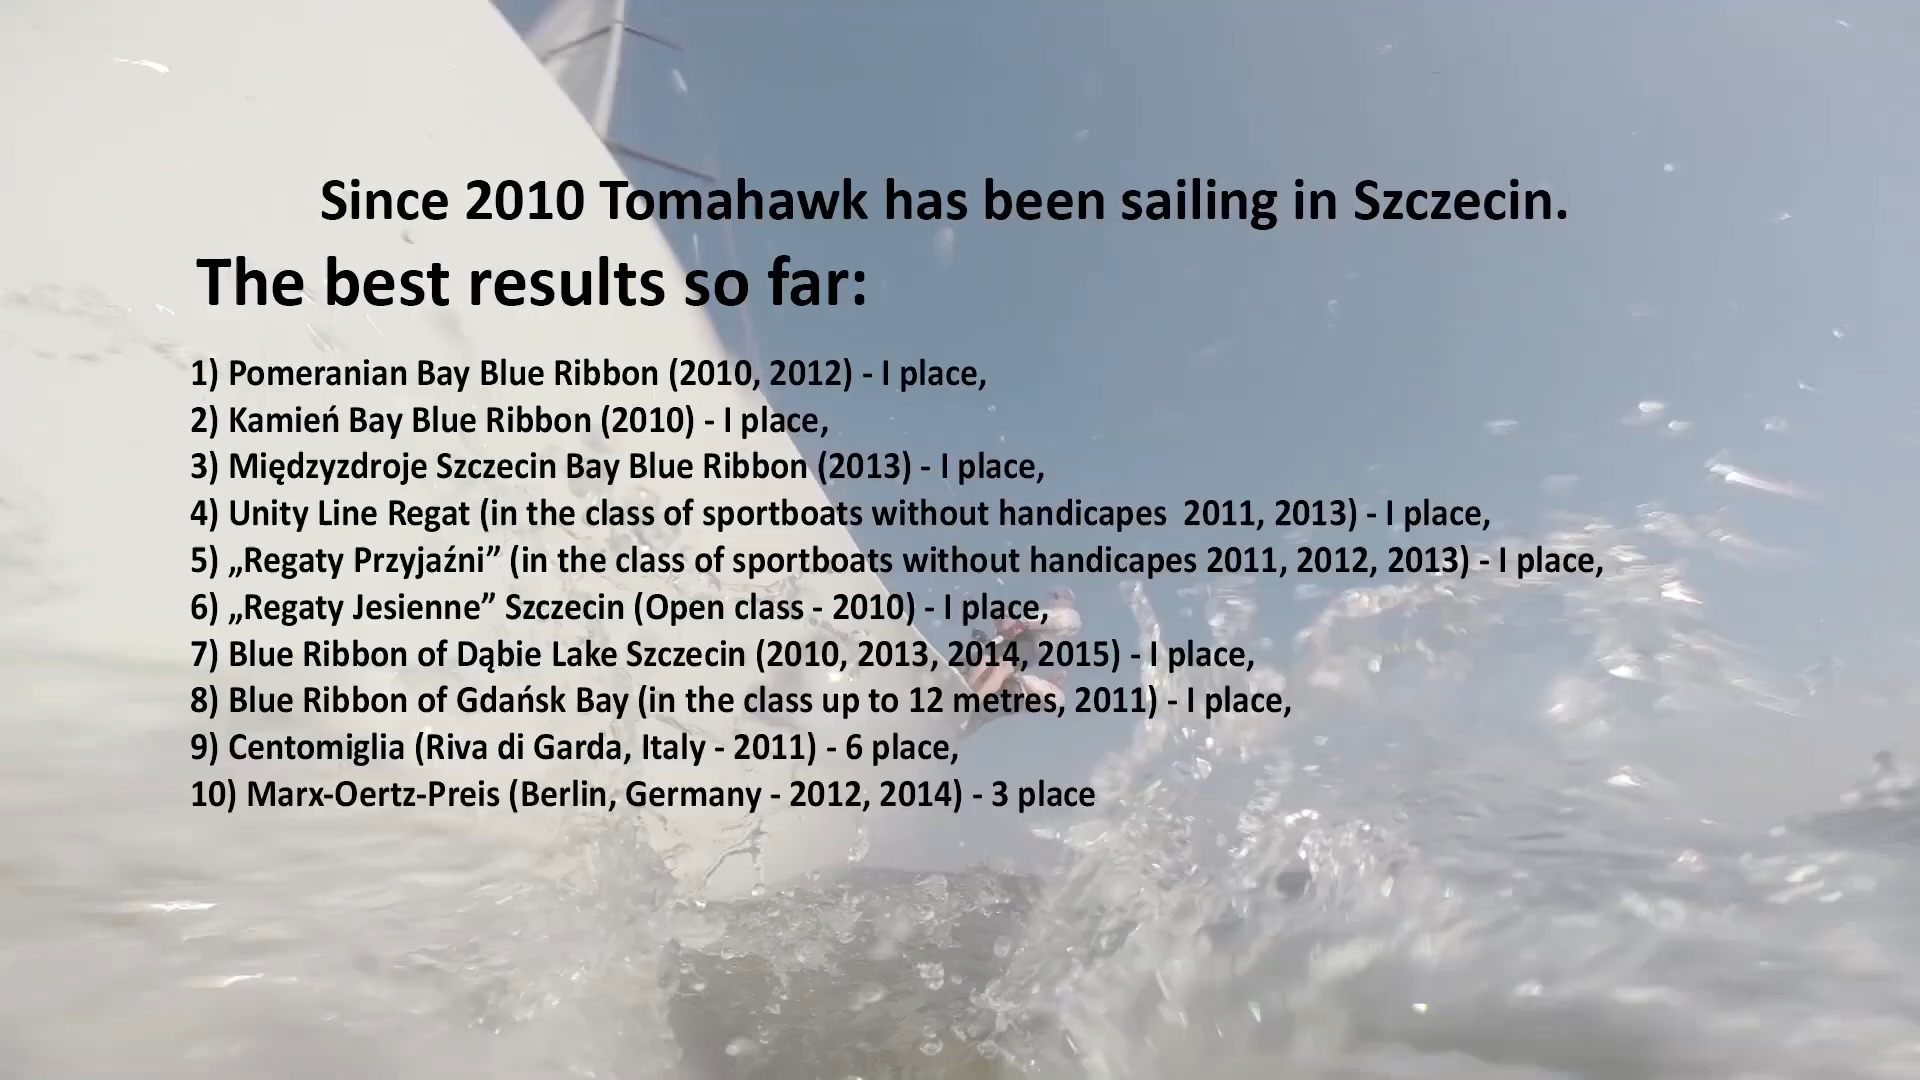 Since 2010 Tomahawk has been sailing in Szczecin.
The best results so far:
1) Pomeranian Bay Blue Ribbon (2010, 2012) - I place,
2) Kamień Bay Blue Ribbon (2010) - I place,
3) Międzyzdroje Szczecin Bay Blue Ribbon (2013) - I place,
4) Unity Line Regat (in the class of sportboats without handicapes  2011, 2013) - I place,
5) „Regaty Przyjaźni” (in the class of sportboats without handicapes 2011, 2012, 2013) - I place,
6) „Regaty Jesienne” Szczecin (Open class - 2010) - I place,
7) Blue Ribbon of Dąbie Lake Szczecin (2010, 2013, 2014, 2015) - I place,
8) Blue Ribbon of Gdańsk Bay (in the class up to 12 metres, 2011) - I place,
9) Centomiglia (Riva di Garda, Italy - 2011) - 6 place,
10) Marx-Oertz-Preis (Berlin, Germany - 2012, 2014) - 3 place